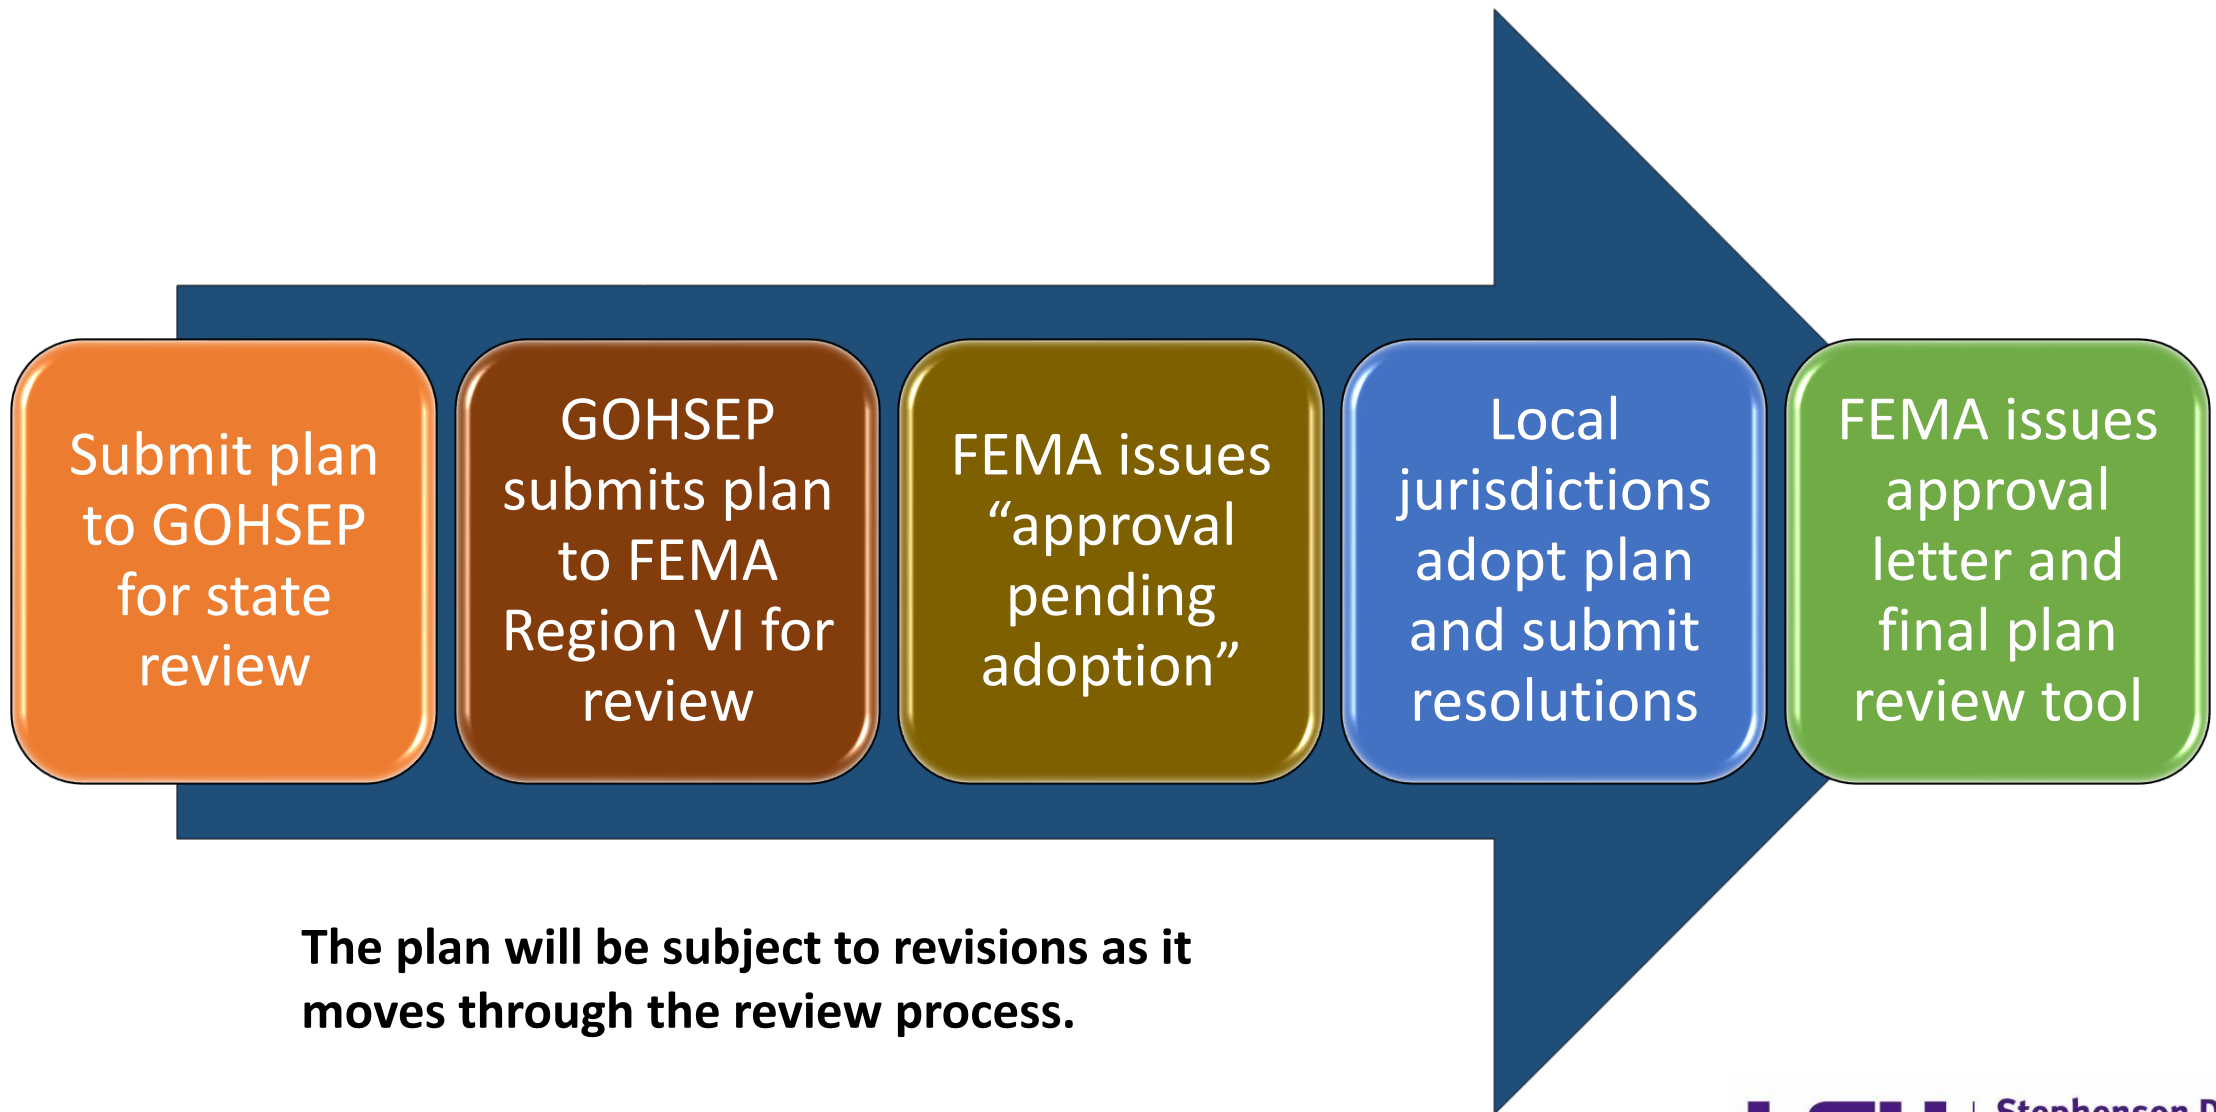 Submit plan
to GOHSEP
for state
review
GOHSEP
submits plan
to FEMA
Region VI for
review
FEMA issues
“approval
pending
adoption”
Local
jurisdictions
adopt plan
and submit
resolutions
FEMA issues
approval
letter and
final plan
review tool
The plan will be subject to revisions as it
moves through the review process.